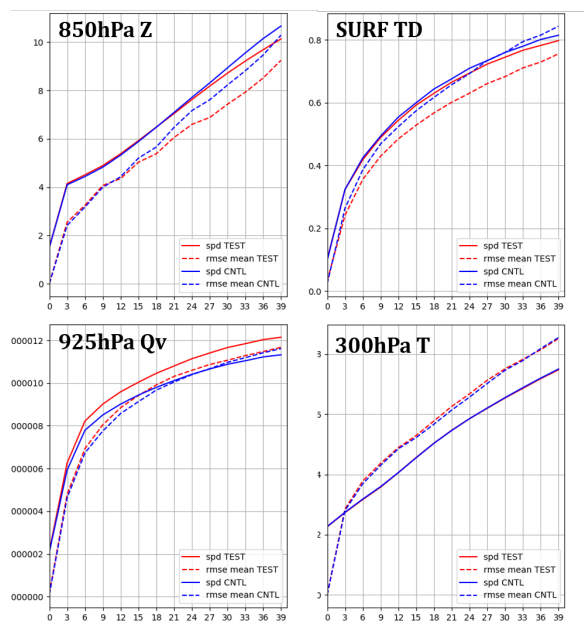 850hPa Z
10
8
6
4
2
0
spd TEST
rmse mean TEST
spd CNTL
rmse mean CNTL
0 3 6 9 12 15 18 21 24 27 30 33 36 39
SURF TD
0.8
0.6
0.4
0.2
0.0
spd TEST
rmse mean TEST
spd CNTL
rmse mean CNTL
0 3 6 9 12 15 18 21 24 27 30 33 36 39
925hPa Qv
000012
000010
000008
000006
000004
000002
000000
spd TEST
rmse mean TEST
spd CNTL
rmse mean CNTL
0 3 6 9 12 15 18 21 24 27 30 33 36 39
300hPa T
3
5
4
2
0
spd TEST
rmse mean TEST
spd CNTL
rmse mean CNTL
0 3 6 9 12 15 18 21 24 27 30 33 36 39